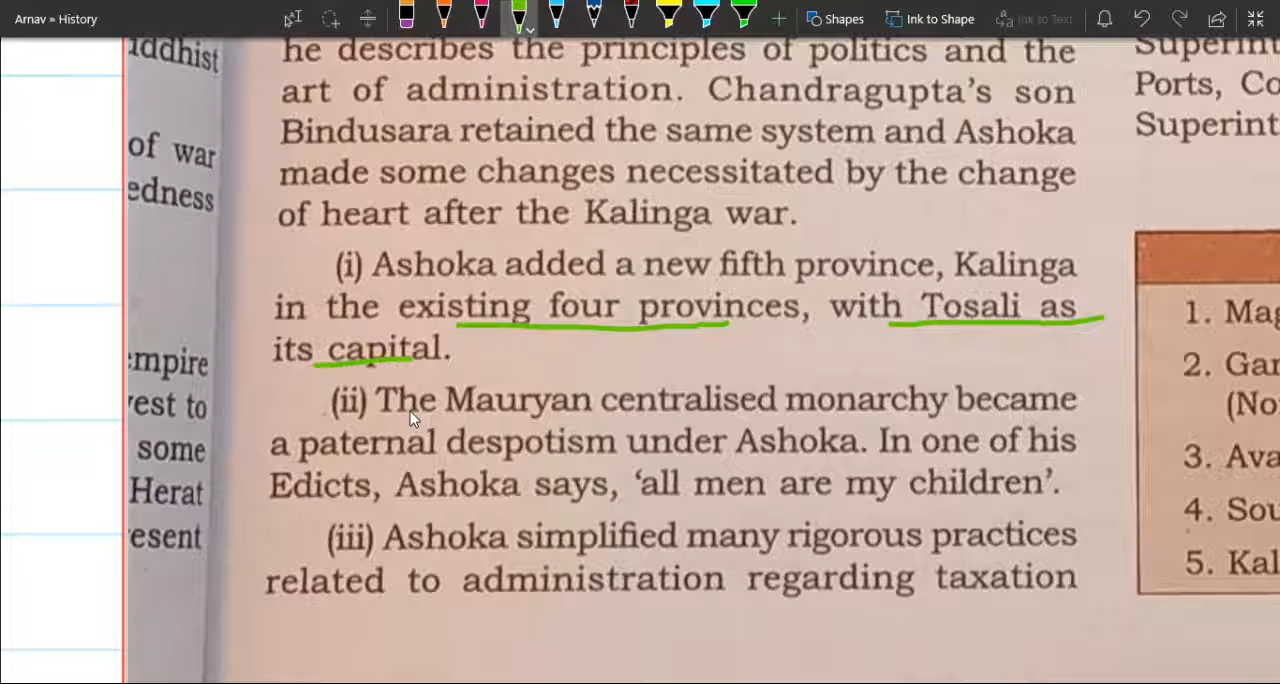 Arnav » History
Shapes
Ink to Shape
Ink to Text
uddhist
of war
edness
empire
vest to
some
Herat
resent
he describes the principles of politics and the
art of administration. Chandragupta's son
Bindusara retained the same system and Ashoka
made some changes necessitated by the change
of heart after the Kalinga war.
(i) Ashoka added a new fifth province, Kalinga
in the existing four provinces, with Tosali as
its capital.
(ii) The Mauryan centralised monarchy became
a paternal despotism under Ashoka. In one of his
Edicts, Ashoka says, 'all men are my children'.
(iii) Ashoka simplified many rigorous practices
related to administration regarding taxation
Superint
Ports, Co
Superint
1. Mag
2. Gan
(No
3. Ava
4. Sou
5. Kal